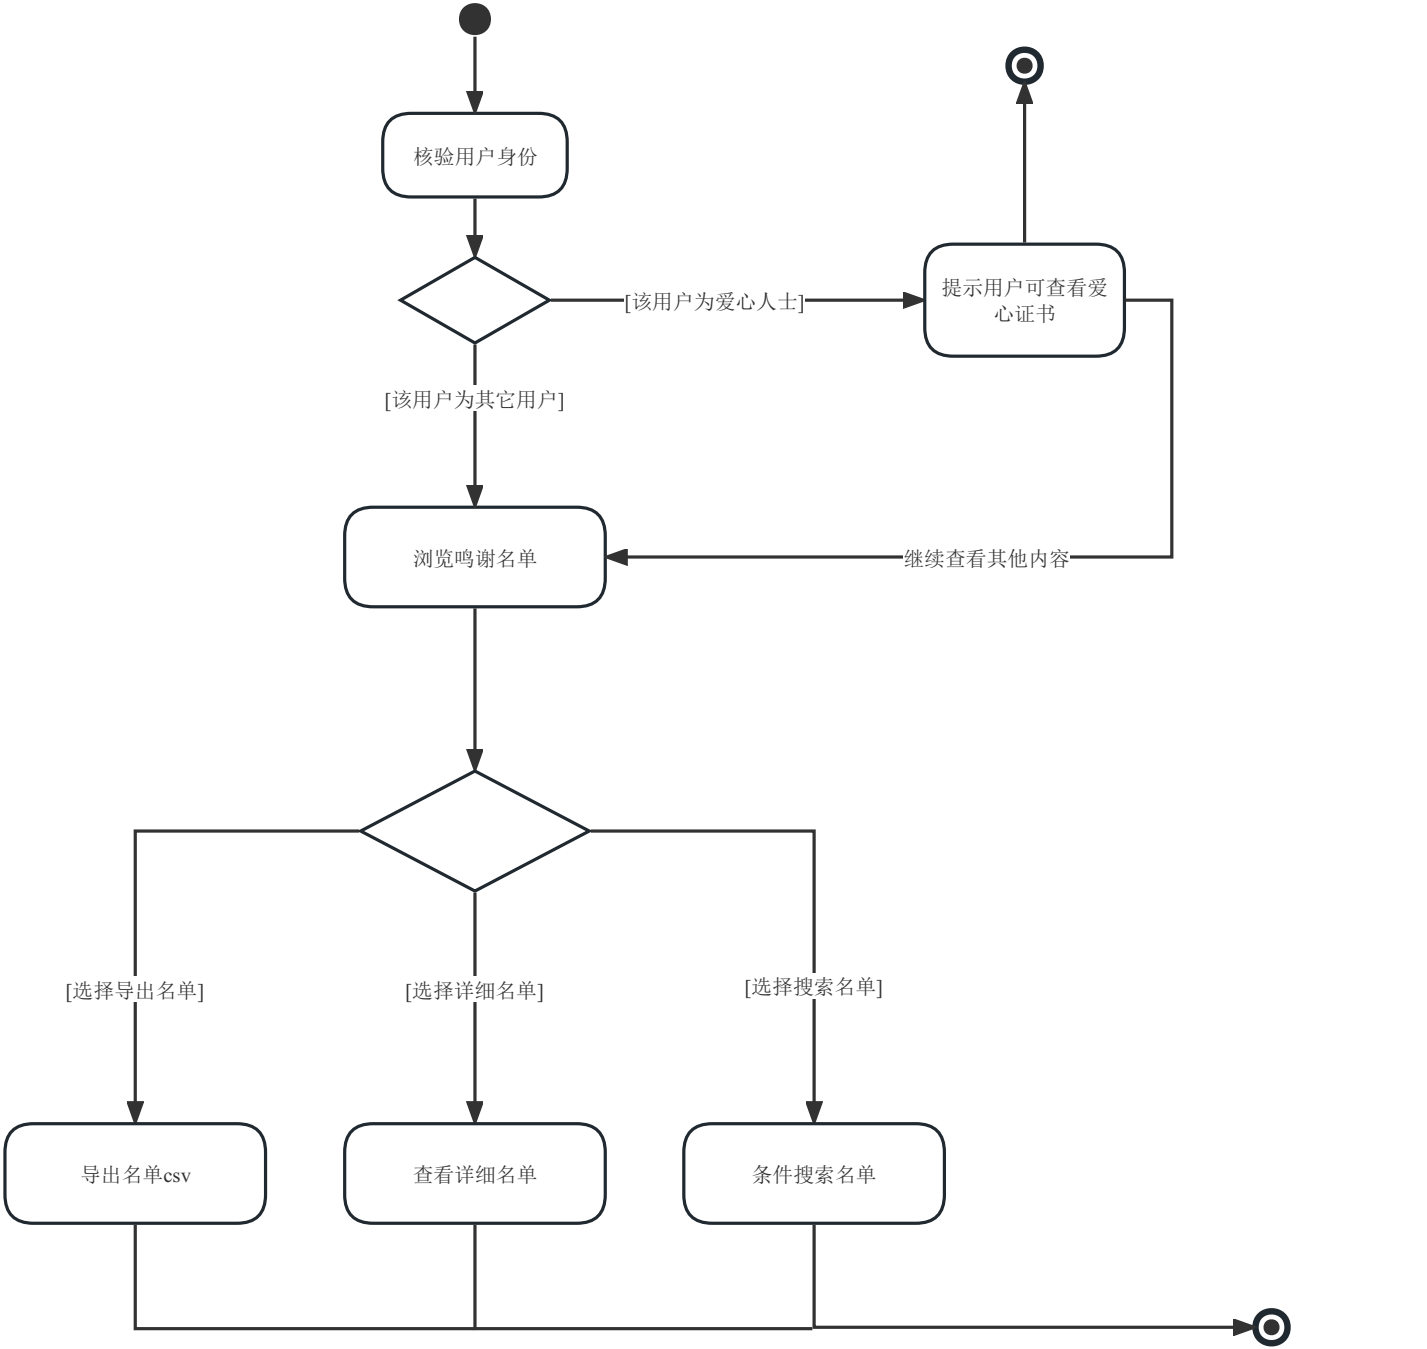 核验用户身份
[该用户为爱心人士]
提示用户可查看爱
心证书
[该用户为其它用户]
浏览鸣谢名单
继续查看其他内容
[选择导出名单]
[选择详细名单]
[选择搜索名单]
导出名单csv
查看详细名单
条件搜索名单